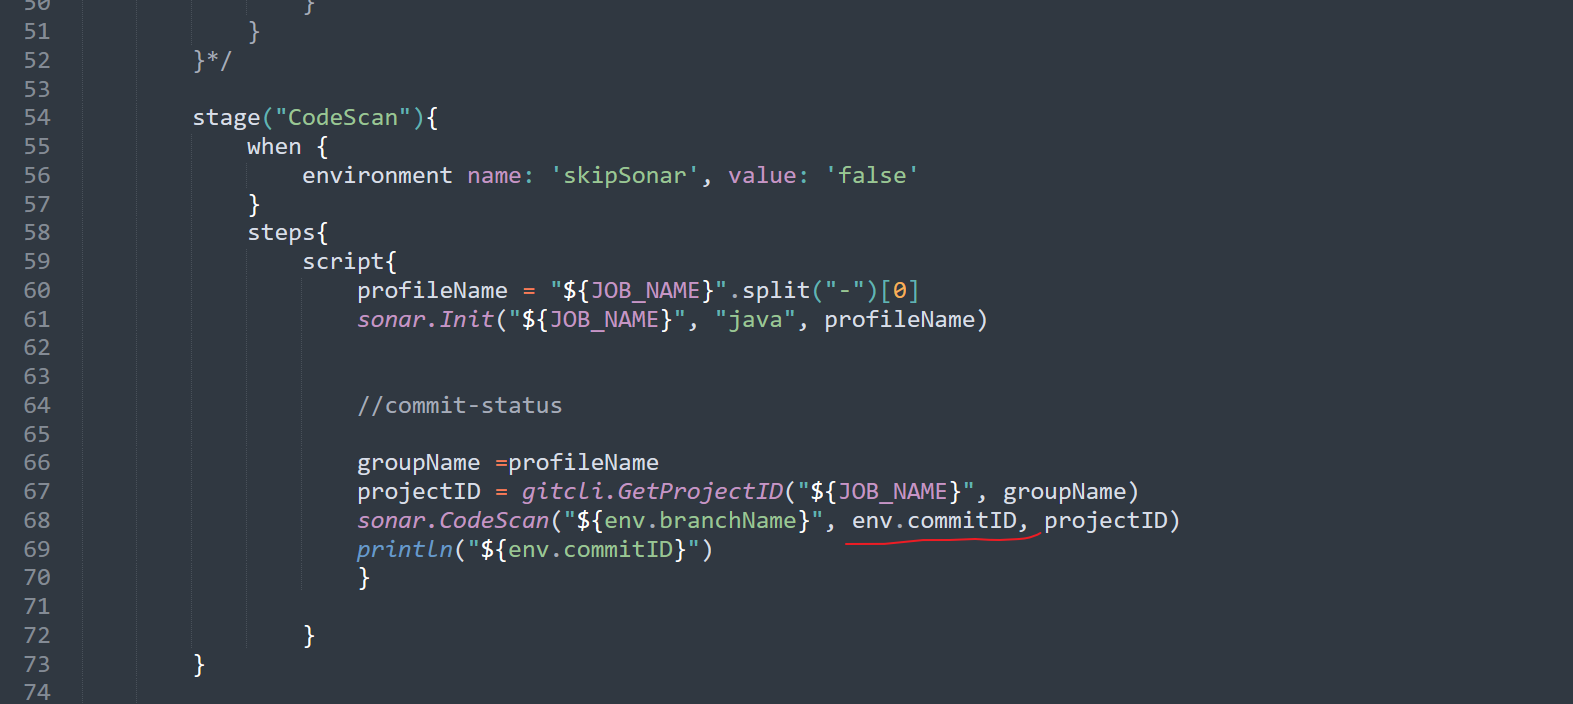 50 }
51 }
52 }*/
53
54 stage("CodeScan"){
55 when {
56 environment name: 'skipSonar', value: 'false'
57 }
58 steps{
59 script{
60 profileName = "${JOB_NAME}".split("-")[0]
61 sonar.Init("${JOB_NAME}", "java", profileName)
62
63
64 //commit-status
65
66 groupName =profileName
67 projectID = gitcli.GetProjectID("${JOB_NAME}", groupName)
68 sonar.CodeScan("${env.branchName}", env.commitID, projectID)
69 println("${env.commitID}")
70 }
71
72 }
73 }
74